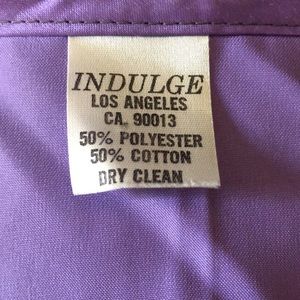 INDULGE
LOS ANGELES
CA. 90013
50% POLYESTER
50% COTTON
DRY CLEAN